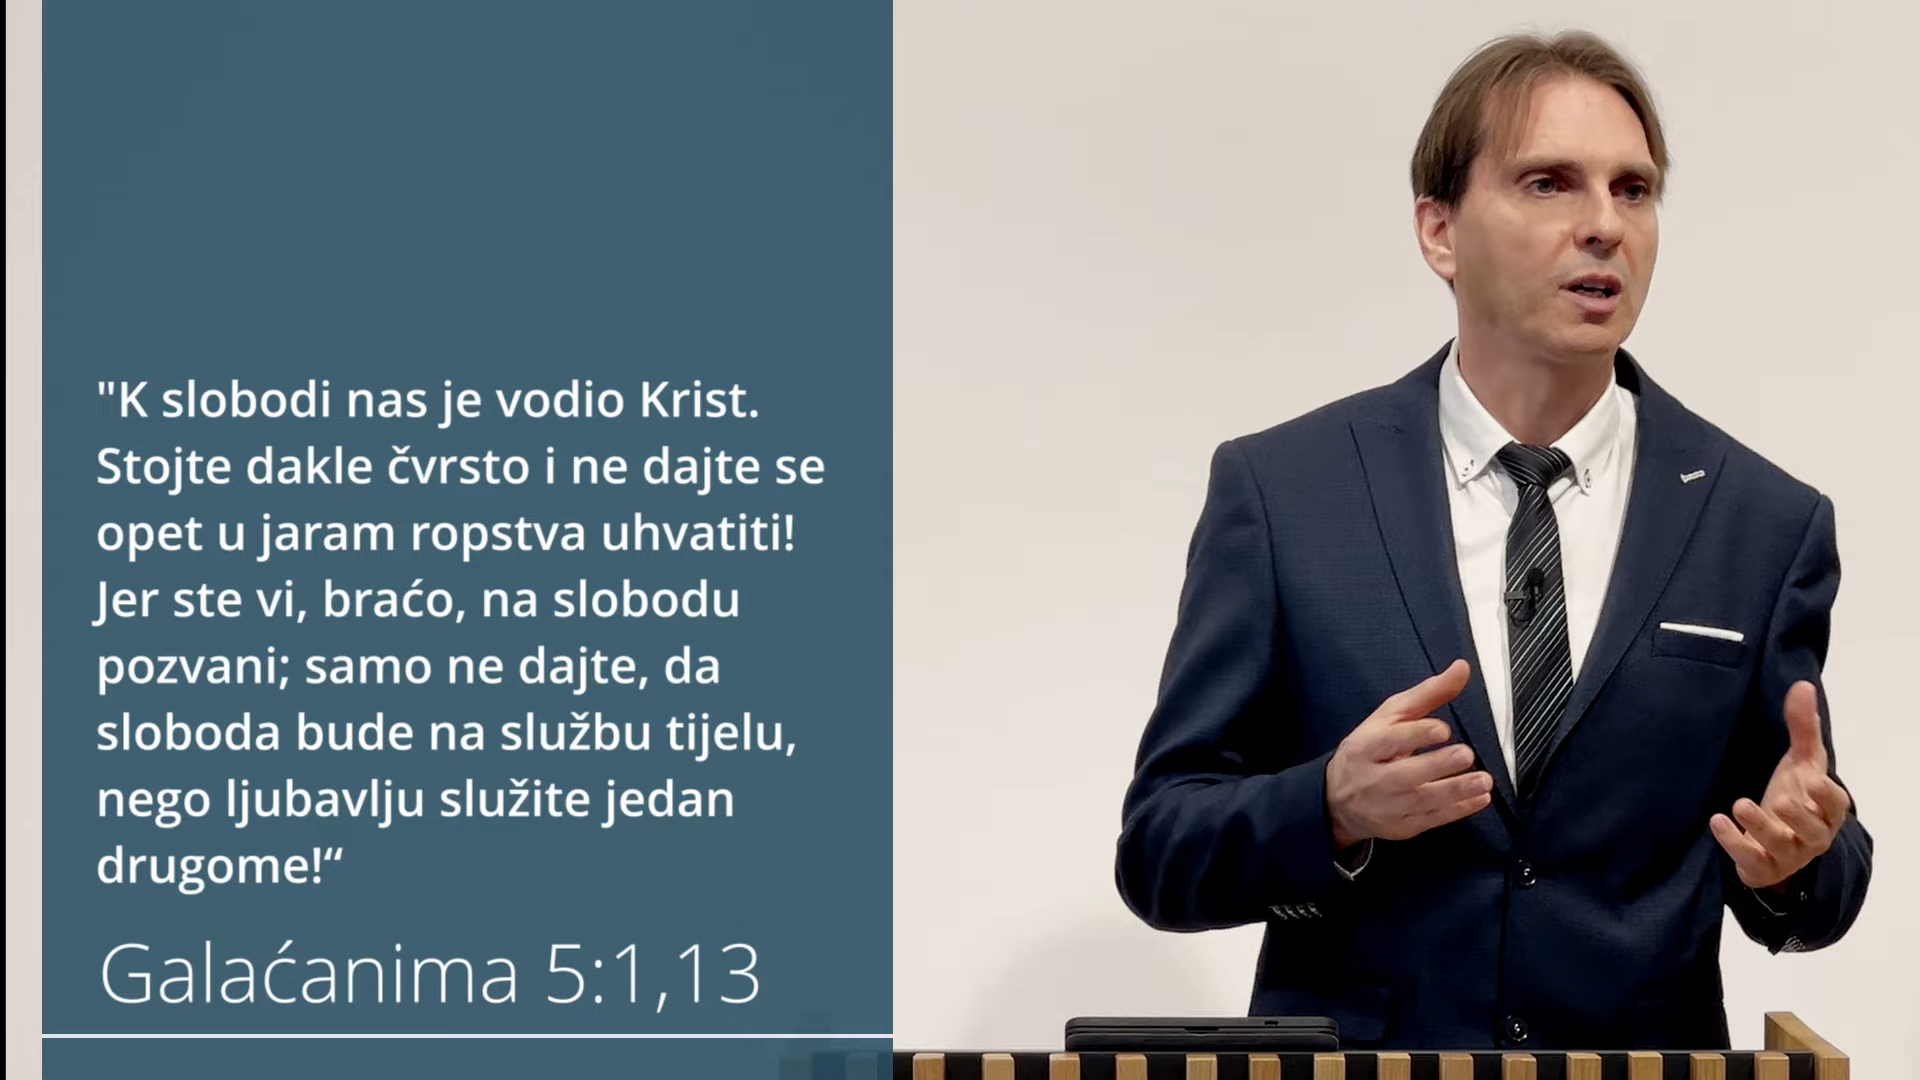 "K slobodi nas je vodio Krist.
Stojte dakle čvrsto i ne dajte se
opet u jaram ropstva uhvatiti!
Jer ste vi, braćo, na slobodu
pozvani; samo ne dajte, da
sloboda bude na službu tijelu,
nego ljubavlju služite jedan
drugome!“
Galaćanima 5:1,13